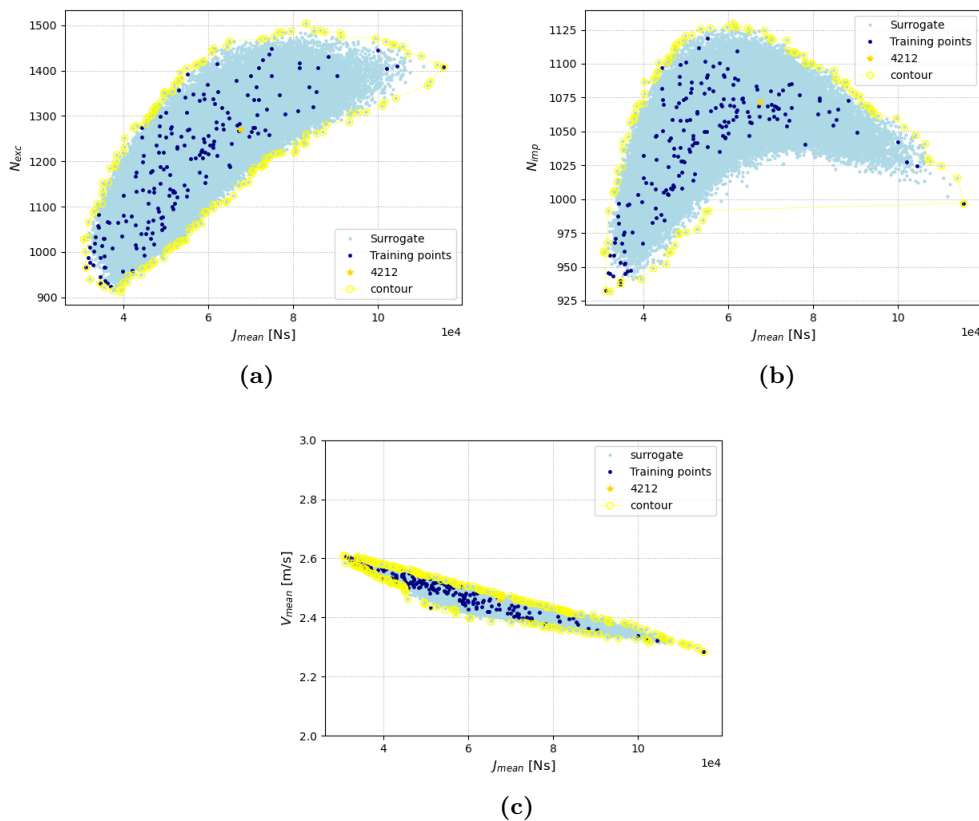 1500
1400
1300
1200
1100
1000
900
N_exc
4
6
8
10
1e4
J_mean [Ns]
Surrogate
Training points
4212
contour
(a)
1125
1100
1075
1050
1025
1000
975
950
925
N_imp
4
6
8
10
1e4
J_mean [Ns]
Surrogate
Training points
4212
contour
(b)
3.0
2.8
2.6
2.4
2.2
2.0
V_mean [m/s]
4
6
8
10
1e4
J_mean [Ns]
surrogate
Training points
4212
contour
(c)